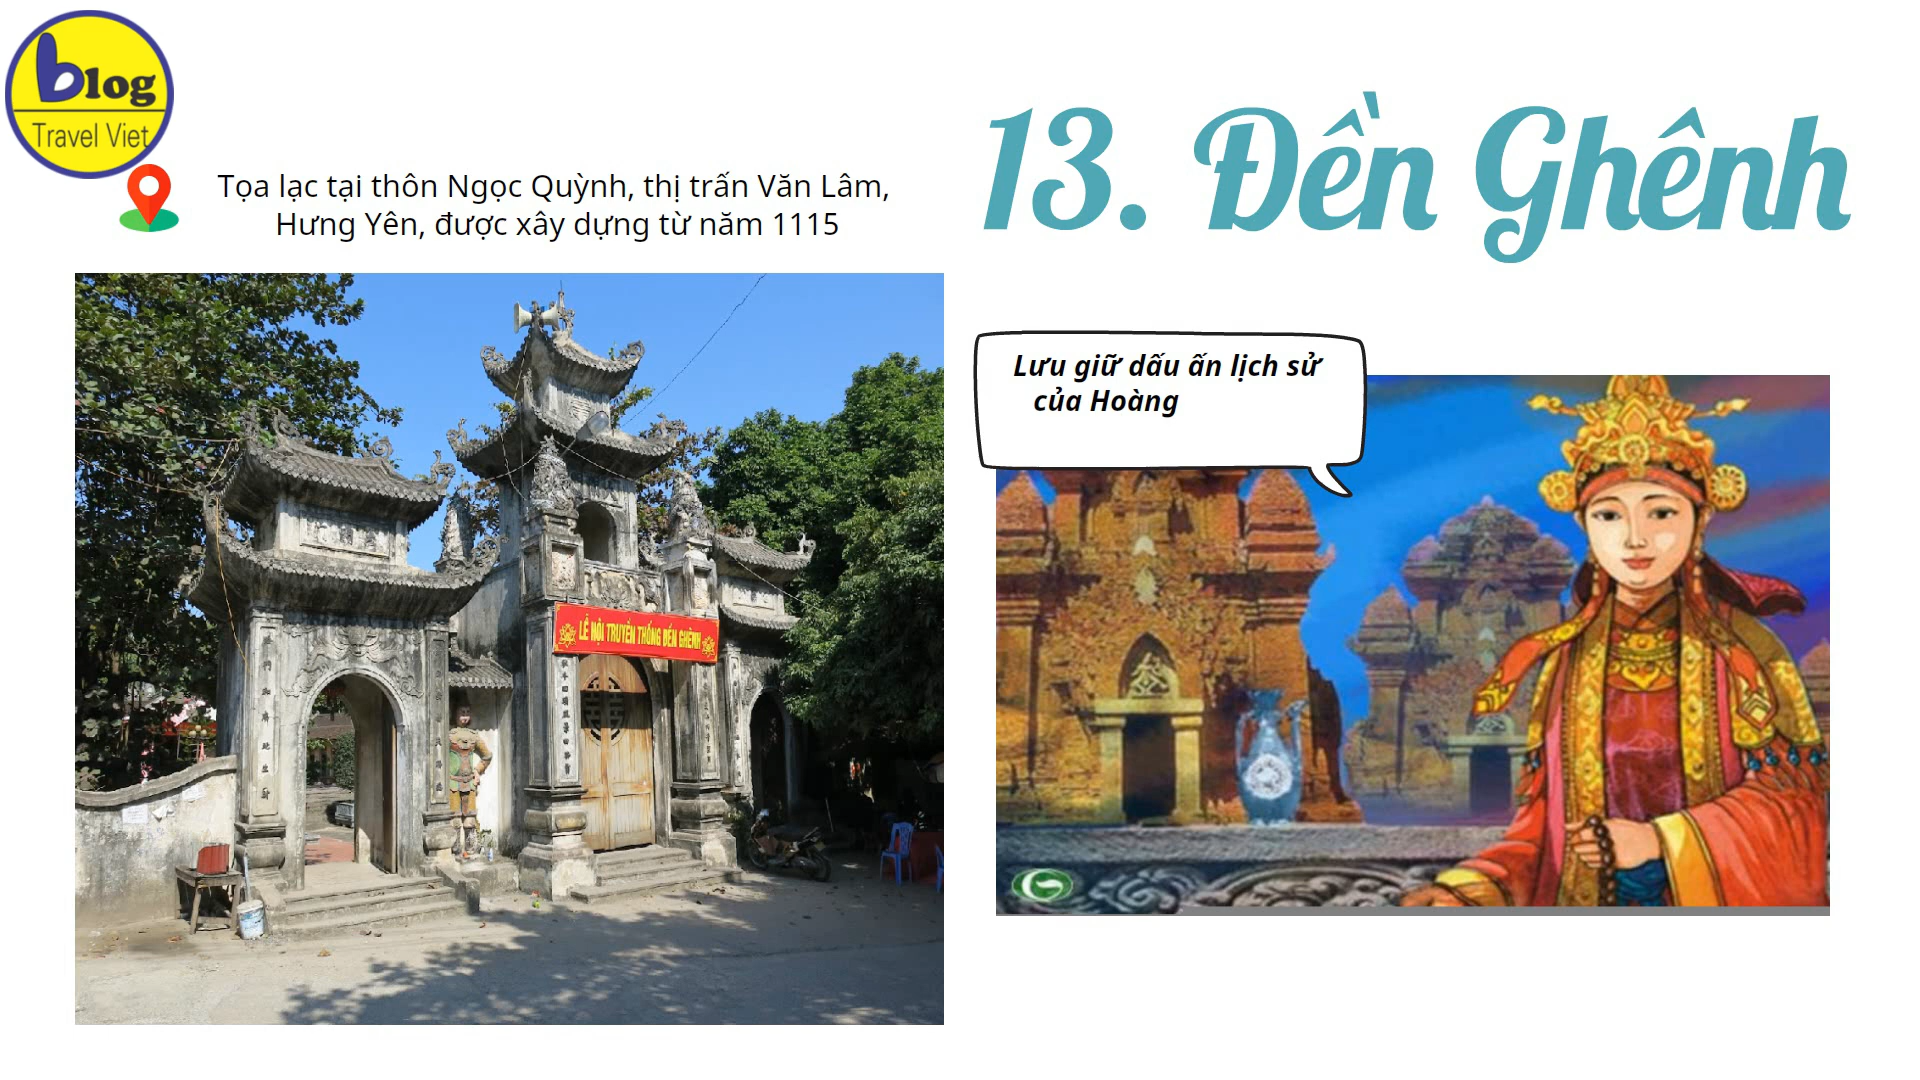 blog
Travel Viet
13. Đền Ghênh
Tọa lạc tại thôn Ngọc Quỳnh, thị trấn Văn Lâm,
Hưng Yên, được xây dựng từ năm 1115
Lưu giữ dấu ấn lịch sử
của Hoàng
LỄ HỘI TRUYỀN THỐNG ĐỀN GHÊNH